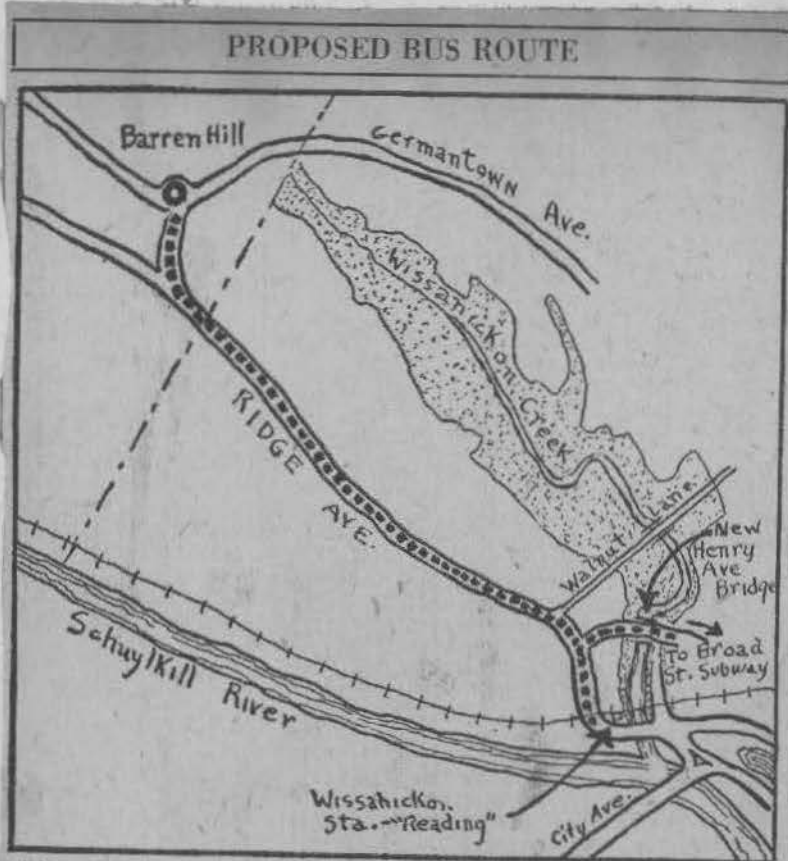 PROPOSED BUS ROUTE
Barren Hill
Germantown Ave.
Wissahickon Creek
RIDGE AVE.
Walnut Lane.
New
Henry
Ave
Bridge
To Broad
St. Subway
Schuylkill River
Wissahickon.
Sta.—"Reading"
City Ave.